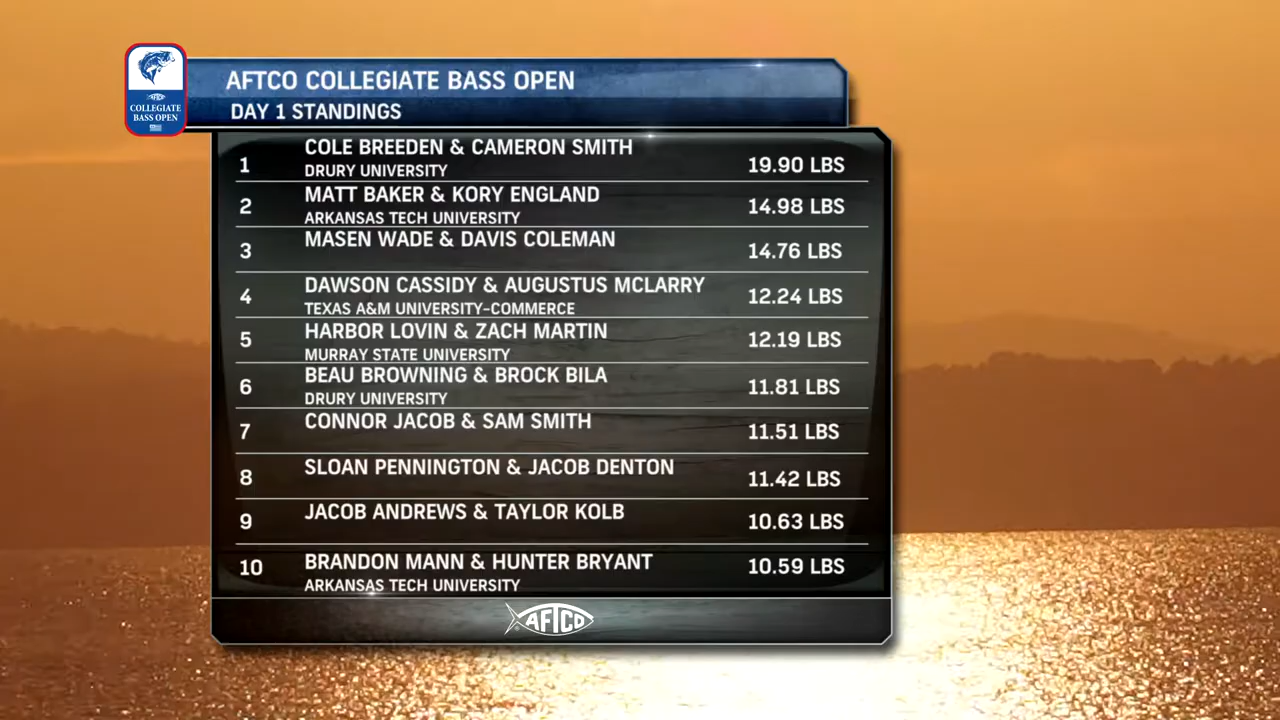 AFTCO COLLEGIATE BASS OPEN
DAY 1 STANDINGS
COLLEGIATE
BASS OPEN
1 COLE BREEDEN & CAMERON SMITH 19.90 LBS
DRURY UNIVERSITY
2 MATT BAKER & KORY ENGLAND 14.98 LBS
ARKANSAS TECH UNIVERSITY
3 MASEN WADE & DAVIS COLEMAN 14.76 LBS
4 DAWSON CASSIDY & AUGUSTUS MCLARRY 12.24 LBS
TEXAS A&M UNIVERSITY-COMMERCE
5 HARBOR LOVIN & ZACH MARTIN 12.19 LBS
MURRAY STATE UNIVERSITY
6 BEAU BROWNING & BROCK BILA 11.81 LBS
DRURY UNIVERSITY
7 CONNOR JACOB & SAM SMITH 11.51 LBS
8 SLOAN PENNINGTON & JACOB DENTON 11.42 LBS
9 JACOB ANDREWS & TAYLOR KOLB 10.63 LBS
10 BRANDON MANN & HUNTER BRYANT 10.59 LBS
ARKANSAS TECH UNIVERSITY
AFTCO